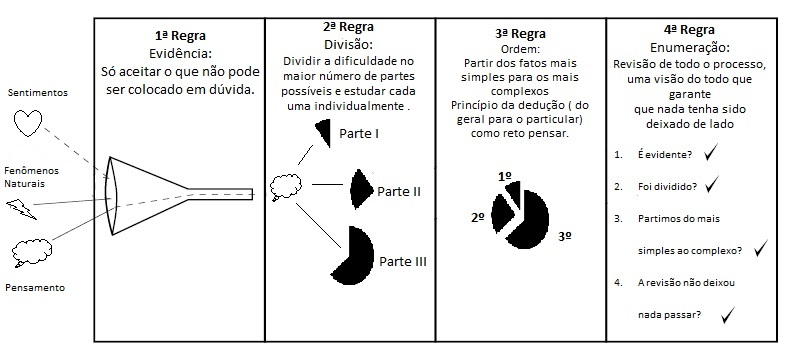 Sentimentos
Fenômenos
Naturais
Pensamento
1ª Regra
Evidência:
Só aceitar o que não pode
ser colocado em dúvida.
2ª Regra
Divisão:
Dividir a dificuldade no
maior número de partes
possíveis e estudar cada
uma individualmente .
Parte I
Parte II
Parte III
3ª Regra
Ordem:
Partir dos fatos mais
simples para os mais
complexos
Princípio da dedução ( do
geral para o particular)
como reto pensar.
1º
2º
3º
4ª Regra
Enumeração:
Revisão de todo o processo,
uma visão do todo que
garante
que nada tenha sido
deixado de lado
1. É evidente?
2. Foi dividido?
3. Partimos do mais
simples ao complexo?
4. A revisão não deixou
nada passar?